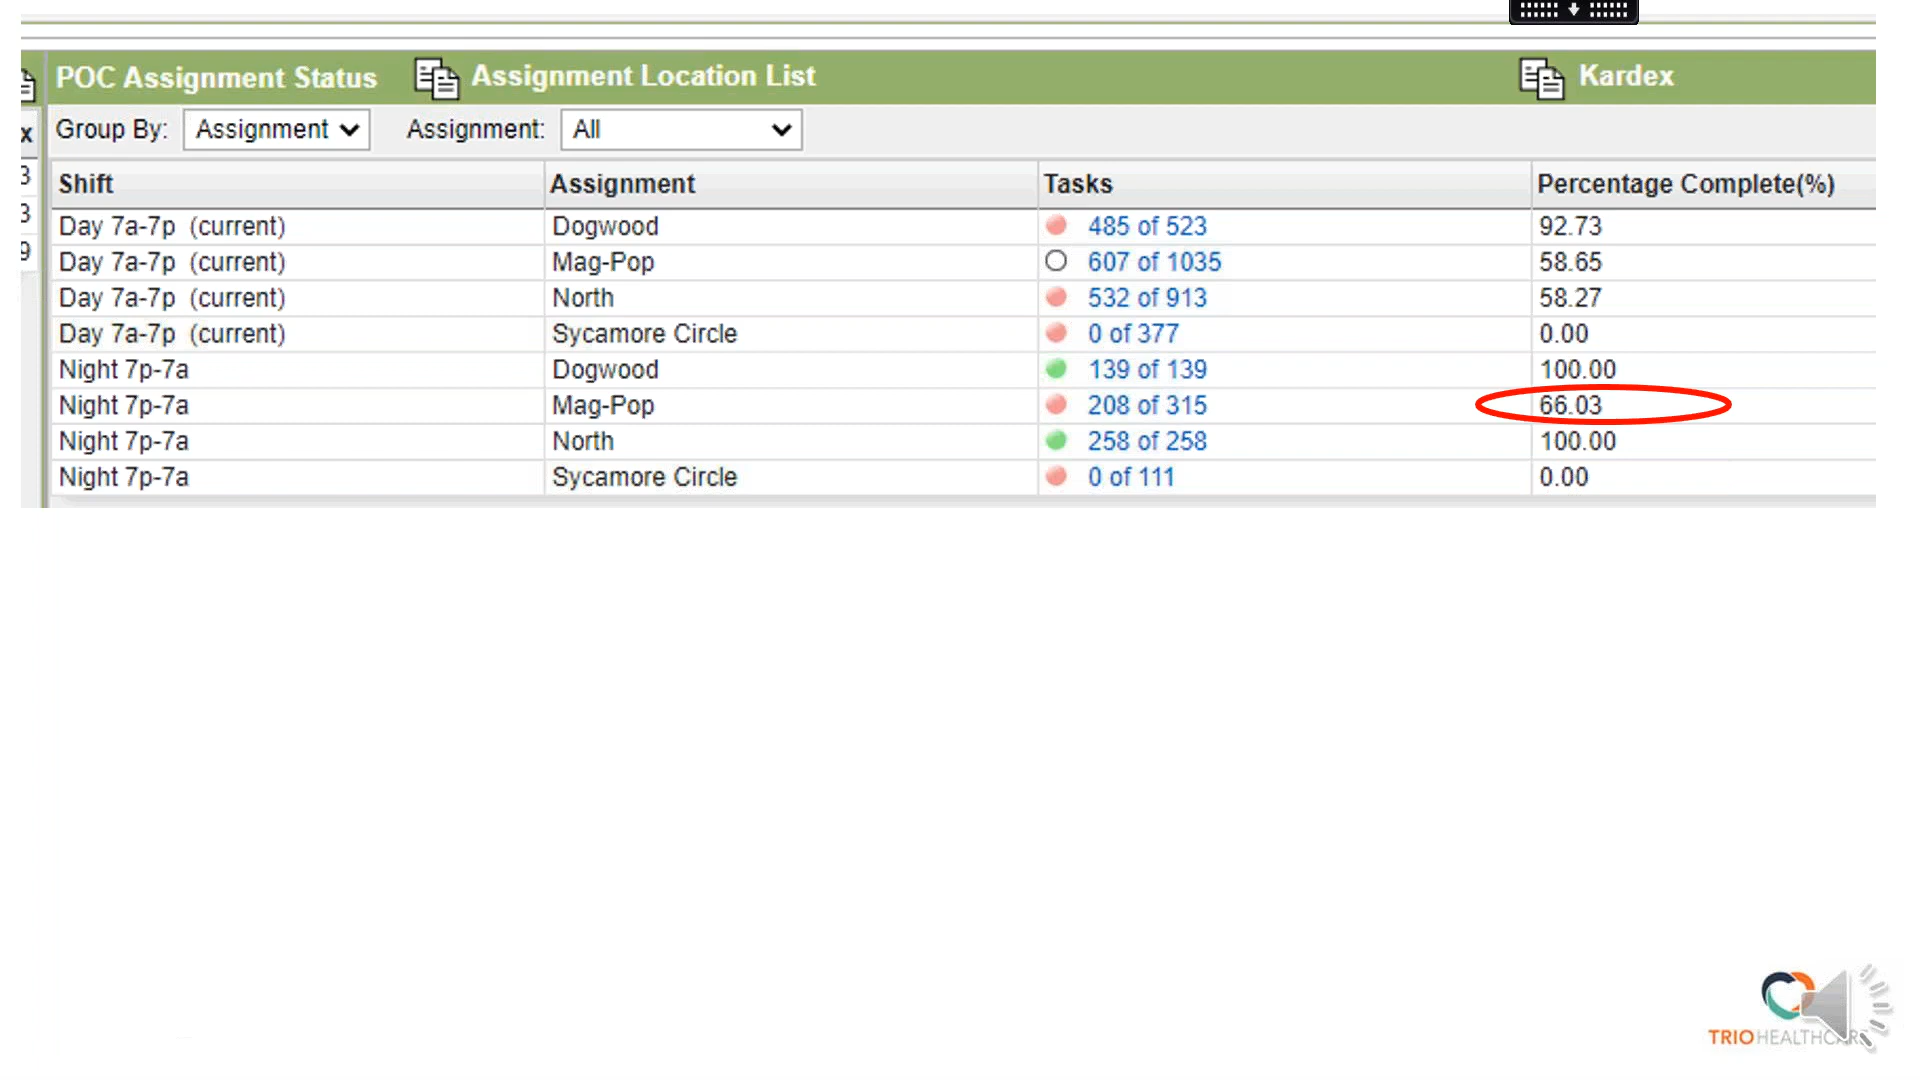 POC Assignment Status Assignment Location List Kardex
x Group By: Assignment Assignment: All
3 Shift Assignment Tasks Percentage Complete(%)
3 Day 7a-7p (current) Dogwood 485 of 523 92.73
9 Day 7a-7p (current) Mag-Pop 607 of 1035 58.65
Day 7a-7p (current) North 532 of 913 58.27
Day 7a-7p (current) Sycamore Circle 0 of 377 0.00
Night 7p-7a Dogwood 139 of 139 100.00
Night 7p-7a Mag-Pop 208 of 315 66.03
Night 7p-7a North 258 of 258 100.00
Night 7p-7a Sycamore Circle 0 of 111 0.00
TRIO HEALTHCARE